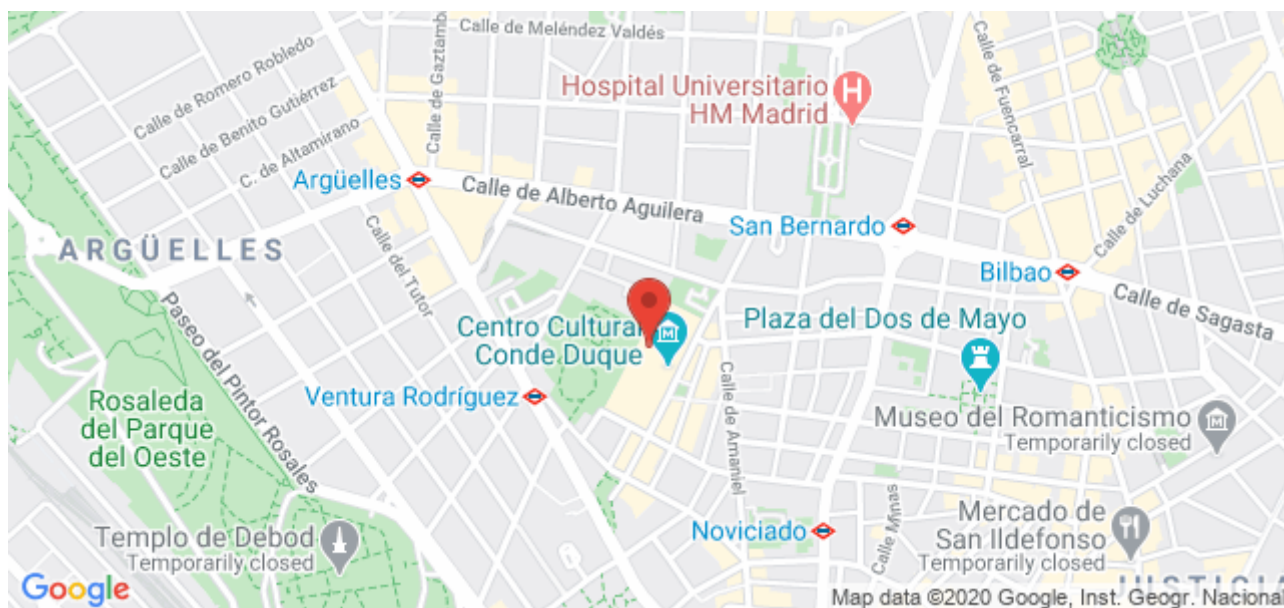 Calle de Meléndez Valdés
Calle de Gaztamb
Calle de Romero Robledo
Calle de Benito Gutiérrez
C. de Altamirano
Hospital Universitario
HM Madrid
H
Calle de Fuencarral
Calle de Luchana
Argüelles
Calle de Alberto Aguilera
San Bernardo
Bilbao
Calle de Sagasta
ARGÜELLES
Calle del Tutor
Paseo del Pintor Rosales
Centro Cultural
Conde Duque
Plaza del Dos de Mayo
Ventura Rodríguez
Calle de Amaniel
Rosaleda
del Parque
del Oeste
Museo del Romanticismo
Temporarily closed
Templo de Debod
Temporarily closed
Noviciado
Calle Minas
Mercado de
San Ildefonso
Temporarily closed
JUSTICIA
Google
Map data ©2020 Google, Inst. Geogr. Naciona